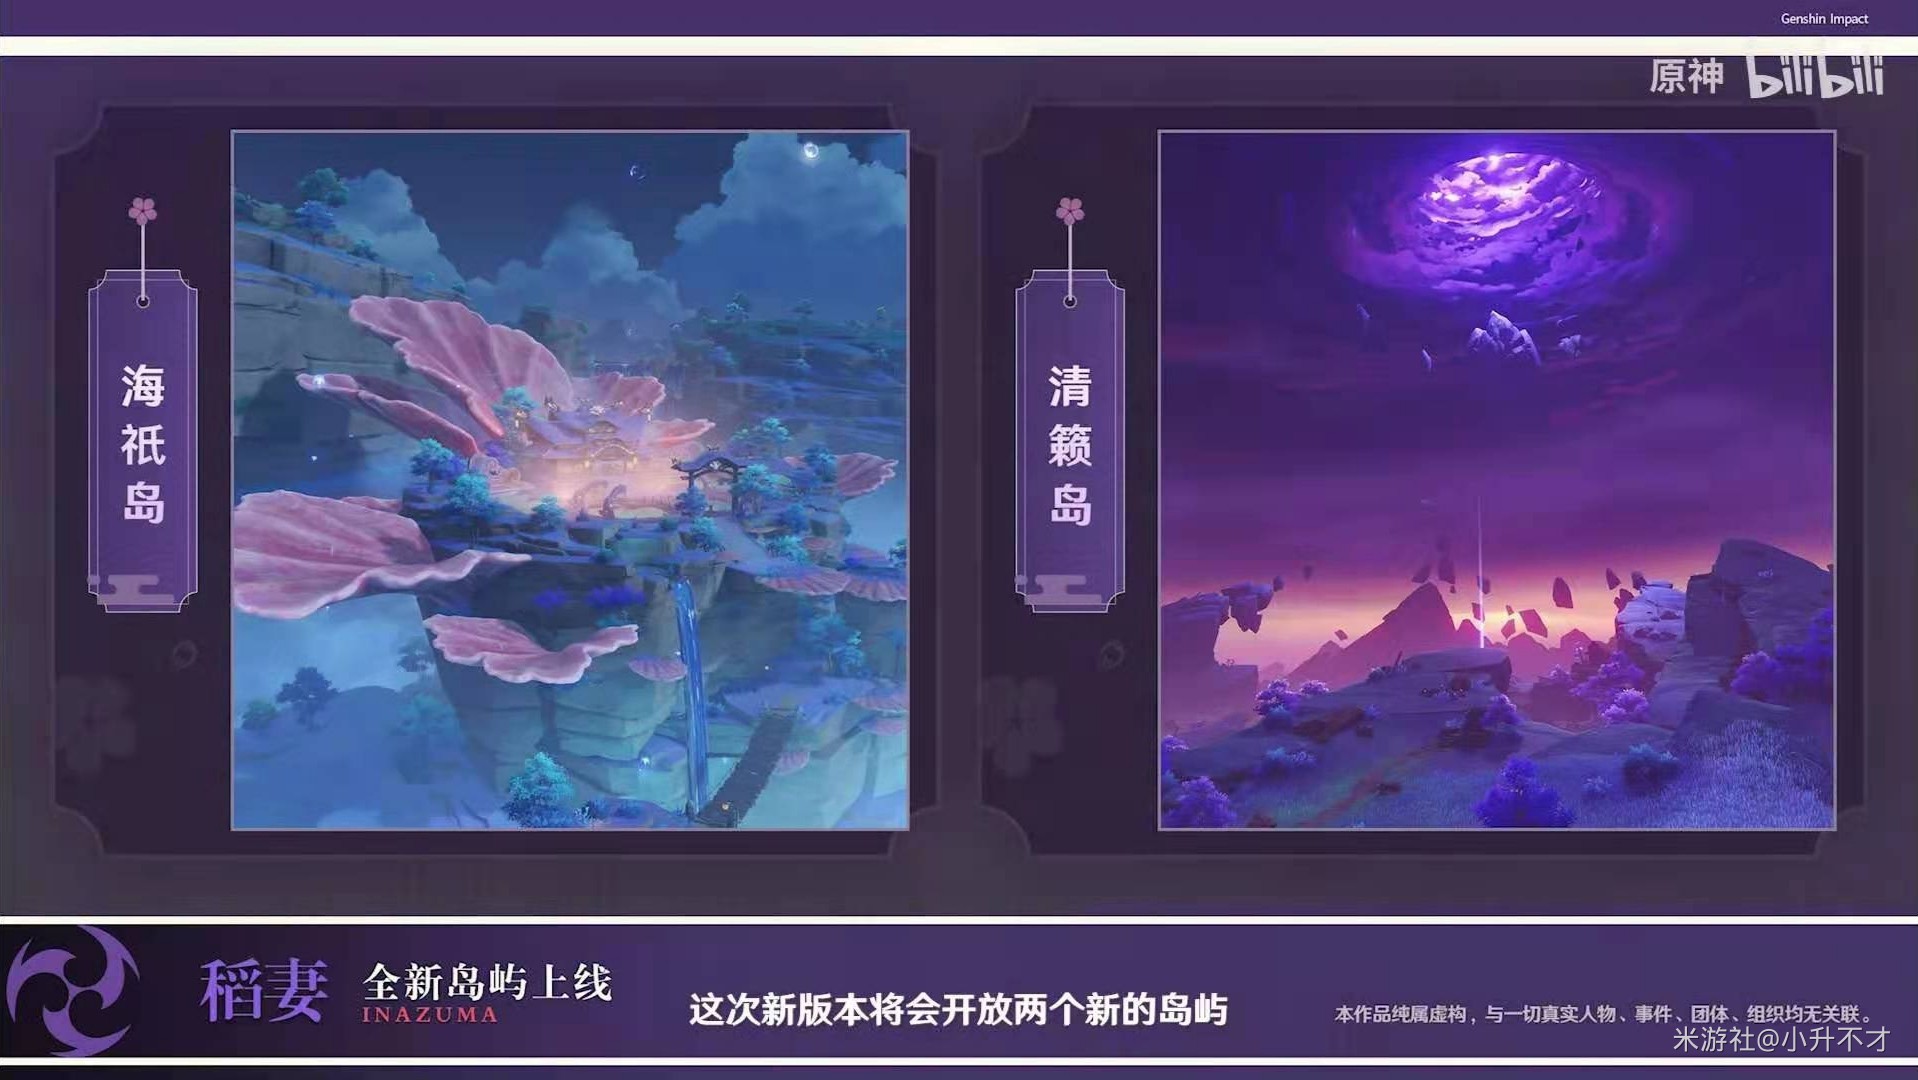 Genshin Impact
原神 bilibili
海祇岛
清籁岛
稻妻
全新岛屿上线
INAZUMA
这次新版本将会开放两个新的岛屿
本作品纯属虚构，与一切真实人物、事件、团体、组织均无关联。
米游社@小升不才